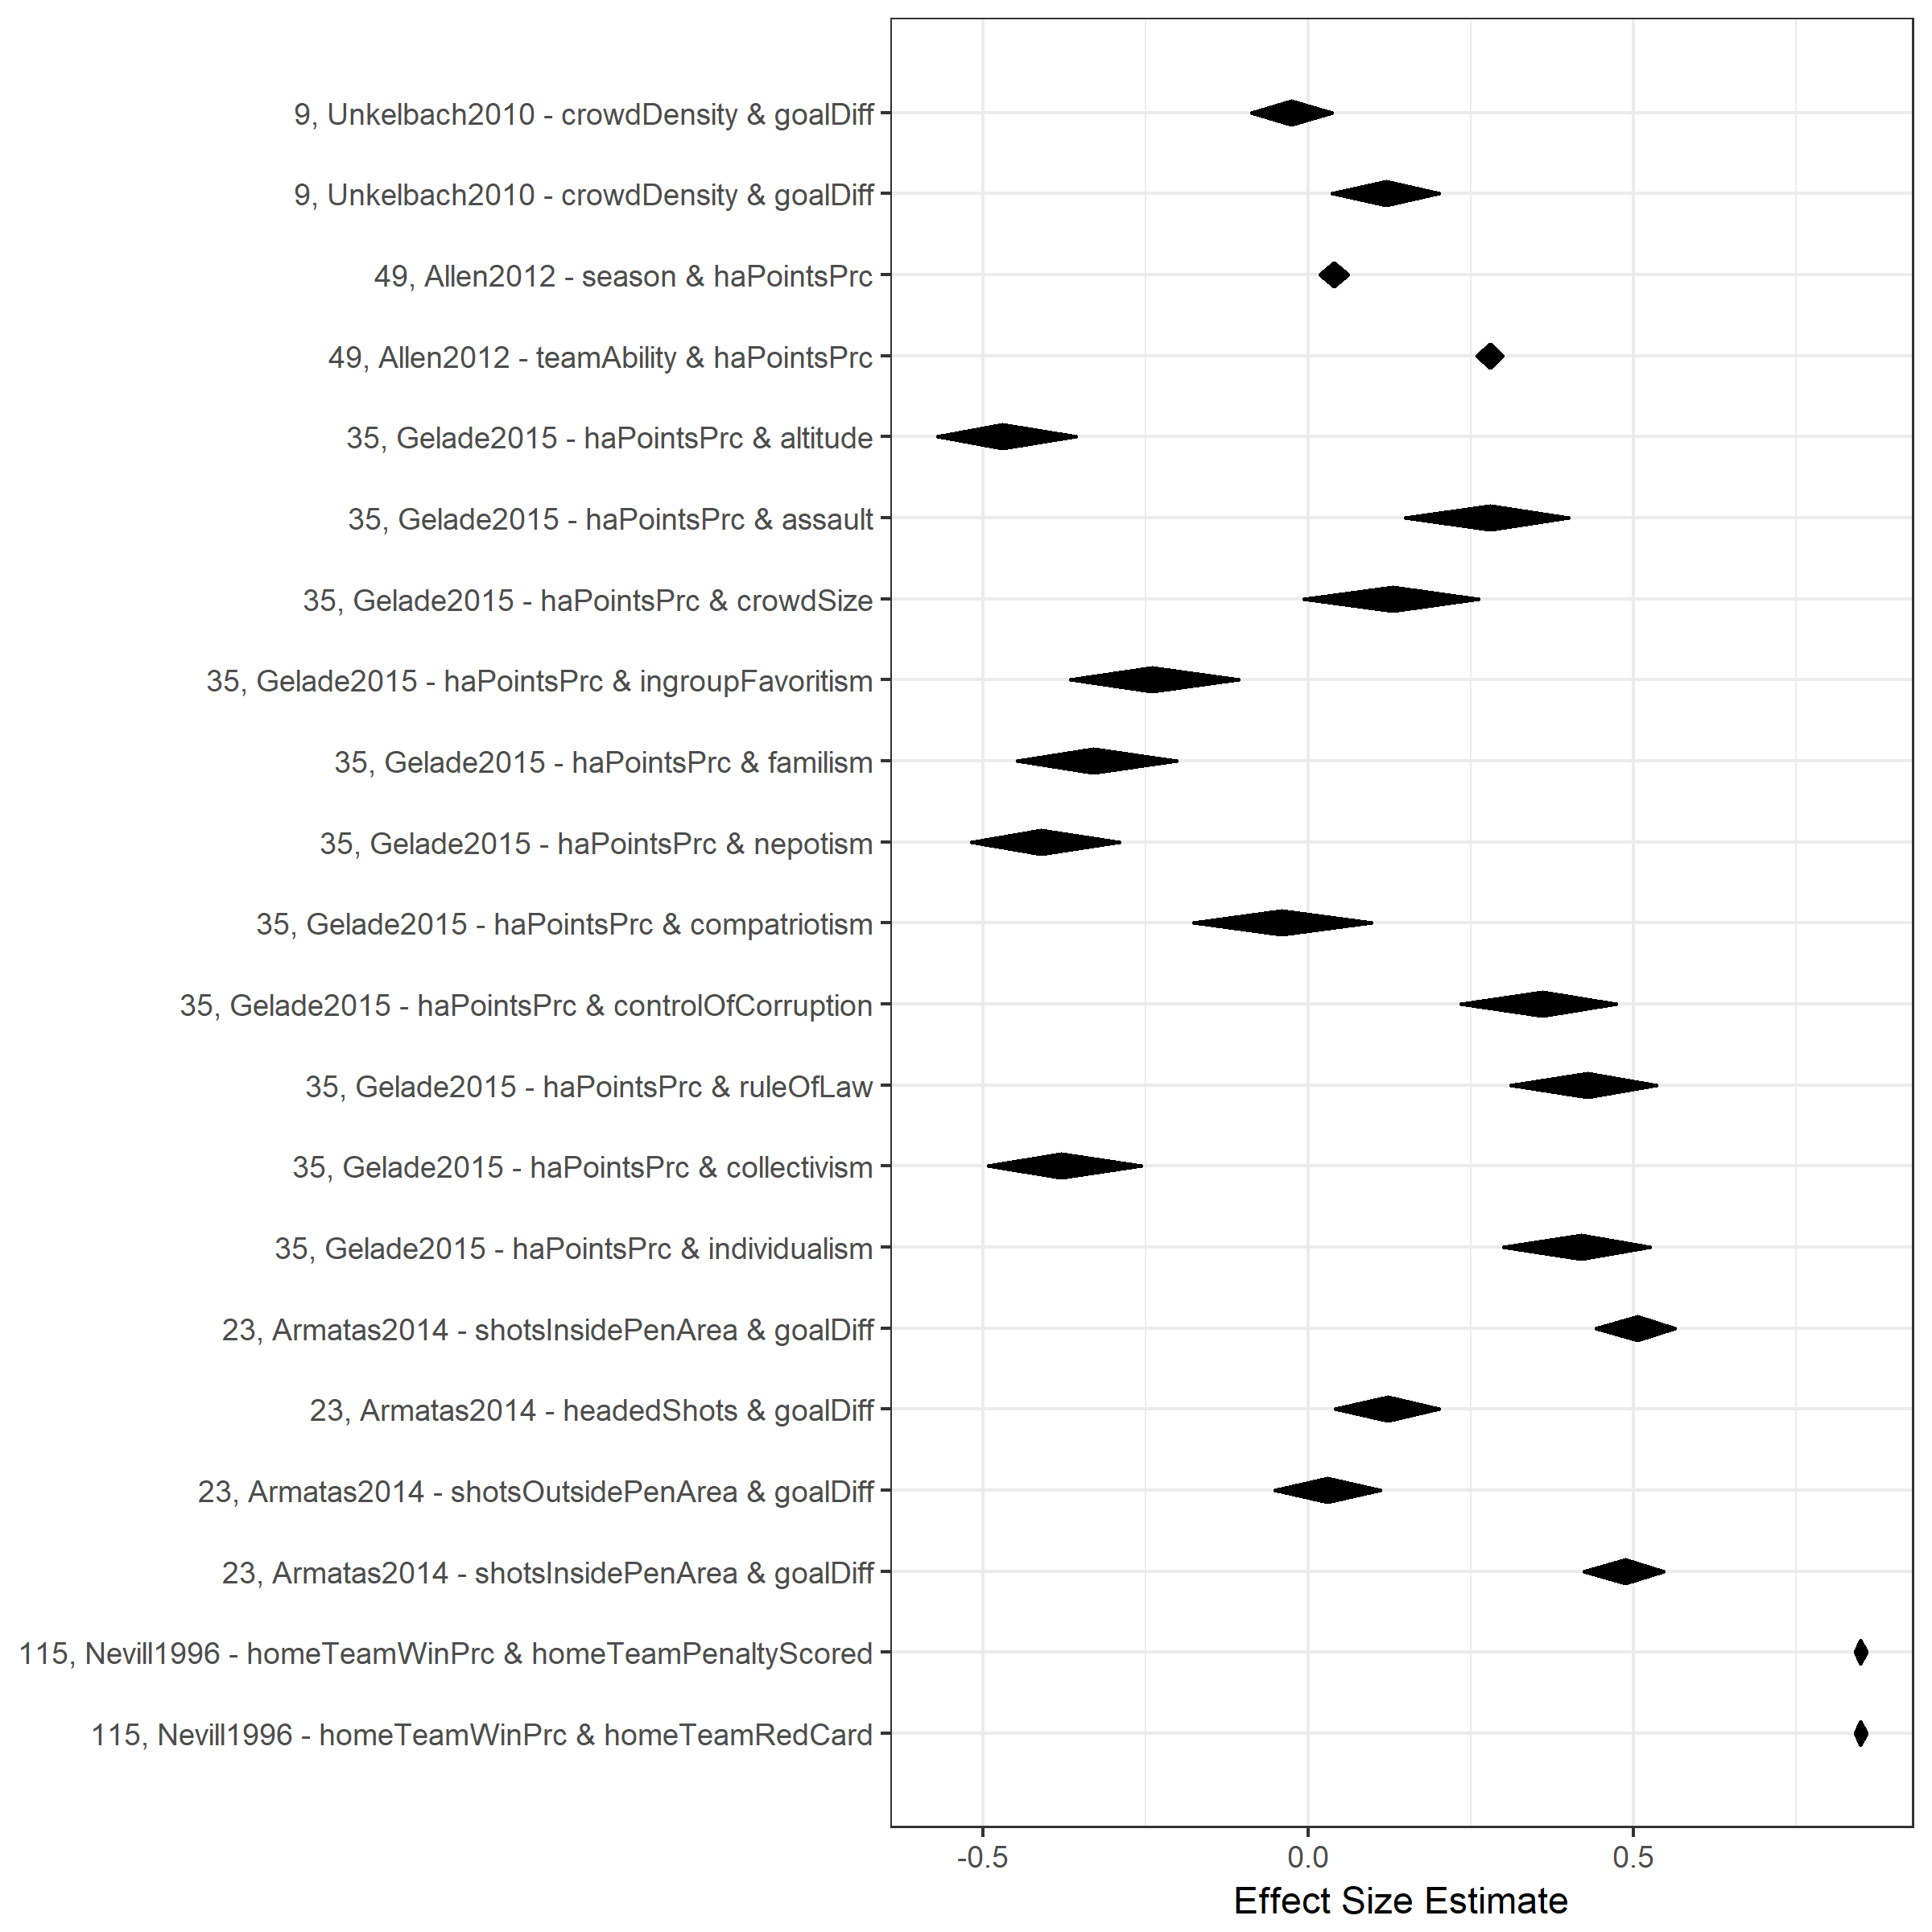 9, Unkelbach2010 - crowdDensity & goalDiff
9, Unkelbach2010 - crowdDensity & goalDiff
49, Allen2012 - season & haPointsPrc
49, Allen2012 - teamAbility & haPointsPrc
35, Gelade2015 - haPointsPrc & altitude
35, Gelade2015 - haPointsPrc & assault
35, Gelade2015 - haPointsPrc & crowdSize
35, Gelade2015 - haPointsPrc & ingroupFavoritism
35, Gelade2015 - haPointsPrc & familism
35, Gelade2015 - haPointsPrc & nepotism
35, Gelade2015 - haPointsPrc & compatriotism
35, Gelade2015 - haPointsPrc & controlOfCorruption
35, Gelade2015 - haPointsPrc & ruleOfLaw
35, Gelade2015 - haPointsPrc & collectivism
35, Gelade2015 - haPointsPrc & individualism
23, Armatas2014 - shotsInsidePenArea & goalDiff
23, Armatas2014 - headedShots & goalDiff
23, Armatas2014 - shotsOutsidePenArea & goalDiff
23, Armatas2014 - shotsInsidePenArea & goalDiff
115, Nevill1996 - homeTeamWinPrc & homeTeamPenaltyScored
115, Nevill1996 - homeTeamWinPrc & homeTeamRedCard
-0.5 0.0 0.5
Effect Size Estimate